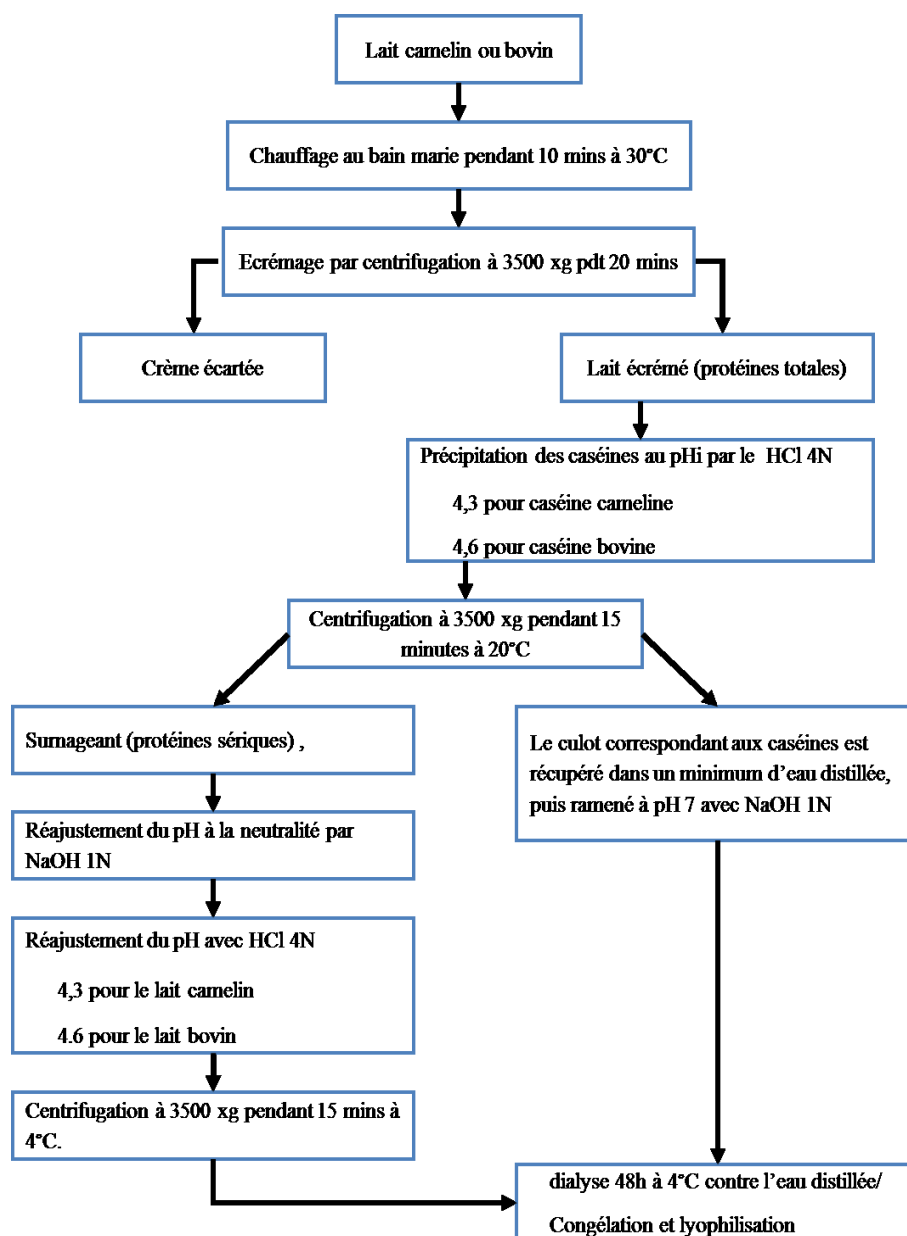 Lait camelin ou bovin
Chauffage au bain marie pendant 10 mins à 30°C
Ecrémage par centrifugation à 3500 xg pdt 20 mins
Crème écartée
Lait écrémé (protéines totales)
Précipitation des caséines au pHi par le HCl 4N
4,3 pour caséine cameline
4,6 pour caséine bovine
Centrifugation à 3500 xg pendant 15
minutes à 20°C
Surnageant (protéines sériques) ,
Réajustement du pH à la neutralité par
NaOH 1N
Réajustement du pH avec HCl 4N
4,3 pour le lait camelin
4.6 pour le lait bovin
Centrifugation à 3500 xg pendant 15 mins à
4°C.
Le culot correspondant aux caséines est
récupéré dans un minimum d'eau distillée,
puis ramené à pH 7 avec NaOH 1N
dialyse 48h à 4°C contre l'eau distillée/
Congélation et lyophilisation